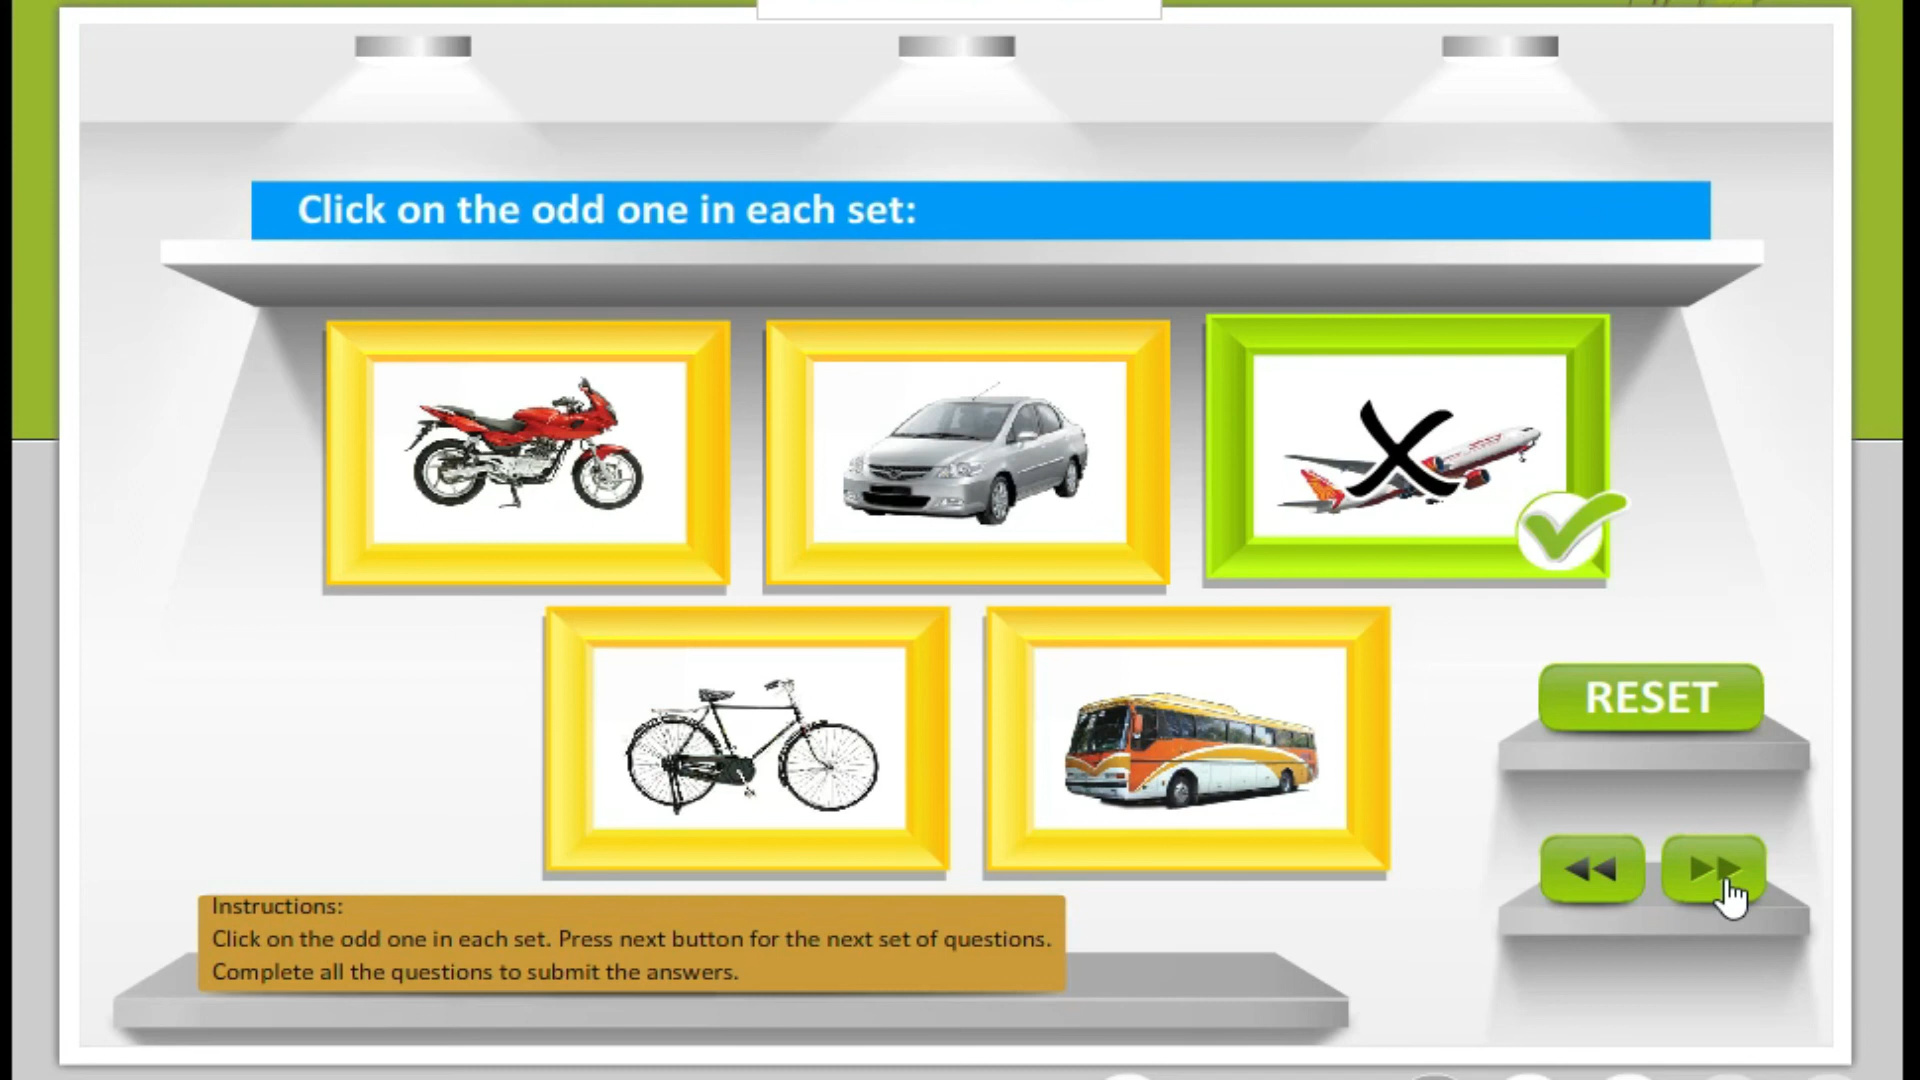 Click on the odd one in each set:
RESET
Instructions:
Click on the odd one in each set. Press next button for the next set of questions.
Complete all the questions to submit the answers.